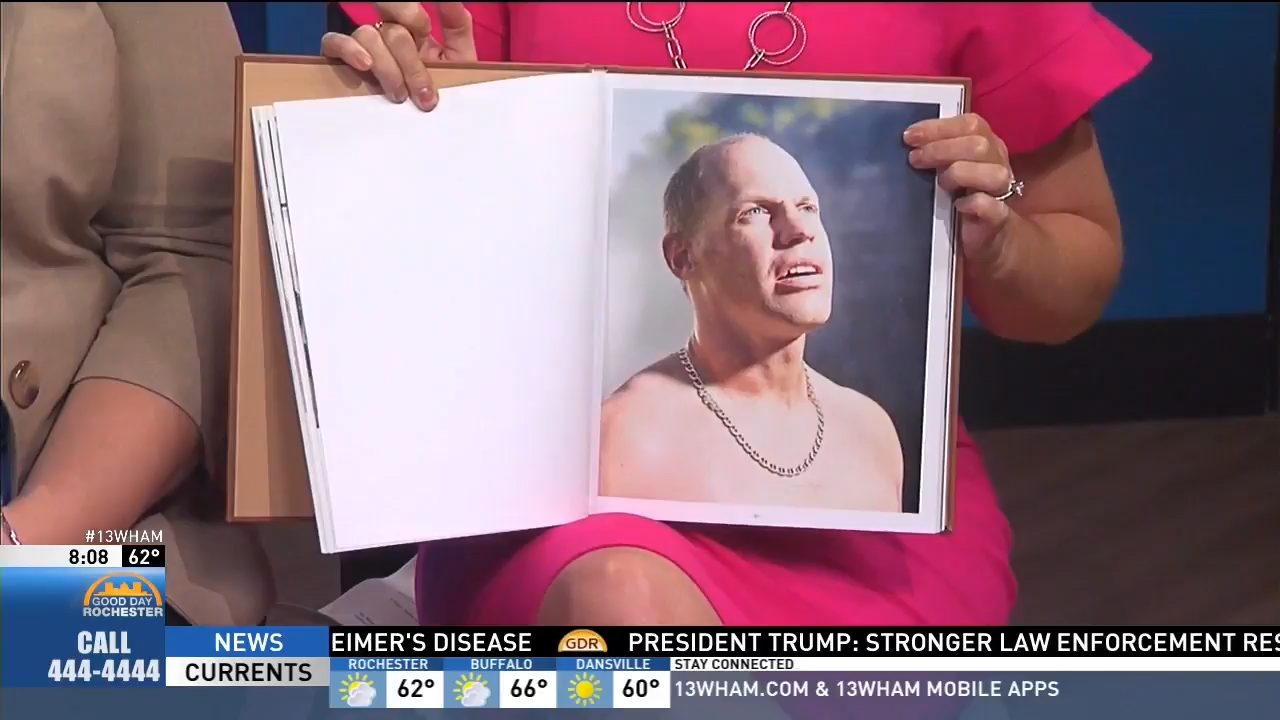 #13WHAM
8:08 62°
GOOD DAY
ROCHESTER
CALL
444-4444
NEWS
CURRENTS
EIMER'S DISEASE GDR PRESIDENT TRUMP: STRONGER LAW ENFORCEMENT RES
ROCHESTER BUFFALO DANSVILLE STAY CONNECTED
62° 66° 60° 13WHAM.COM & 13WHAM MOBILE APPS